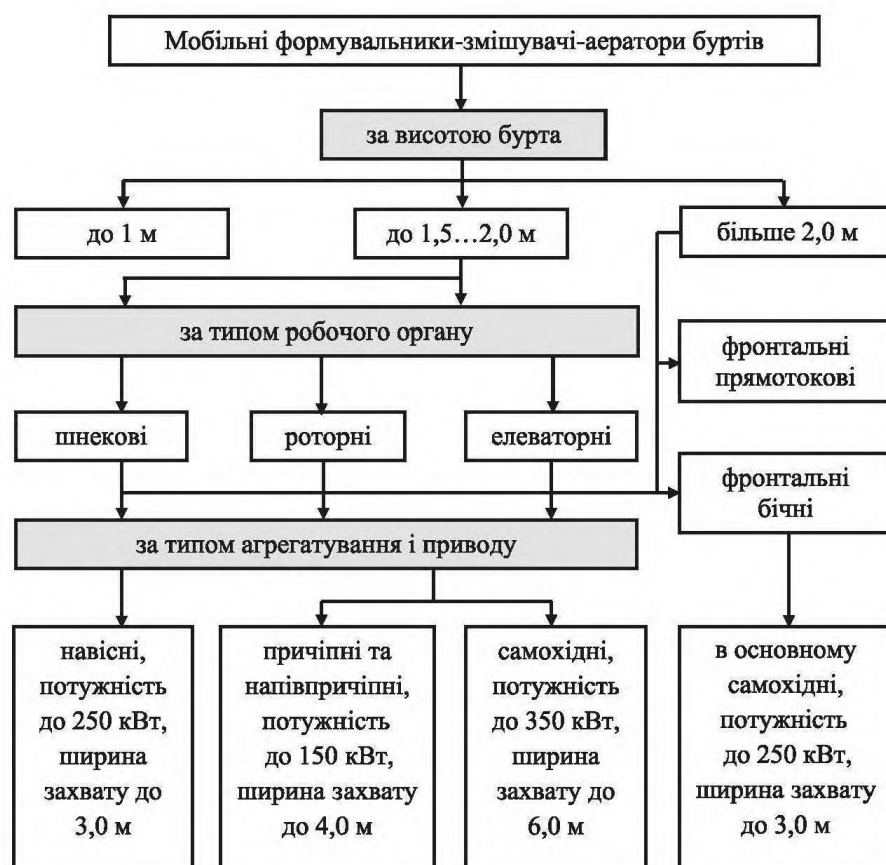 Мобільні формувальники-змішувачі-аератори буртів
за висотою бурта
до 1 м
до 1,5...2,0 м
більше 2,0 м
за типом робочого органу
фронтальні
прямотокові
шнекові
роторні
елеваторні
фронтальні
бічні
за типом агрегатування і приводу
навісні,
потужність
до 250 кВт,
ширина
захвату до
3,0 м
причіпні та
напівпричіпні,
потужність
до 150 кВт,
ширина захвату
до 4,0 м
самохідні,
потужність
до 350 кВт,
ширина
захвату до
6,0 м
в основному
самохідні,
потужність
до 250 кВт,
ширина захвату
до 3,0 м